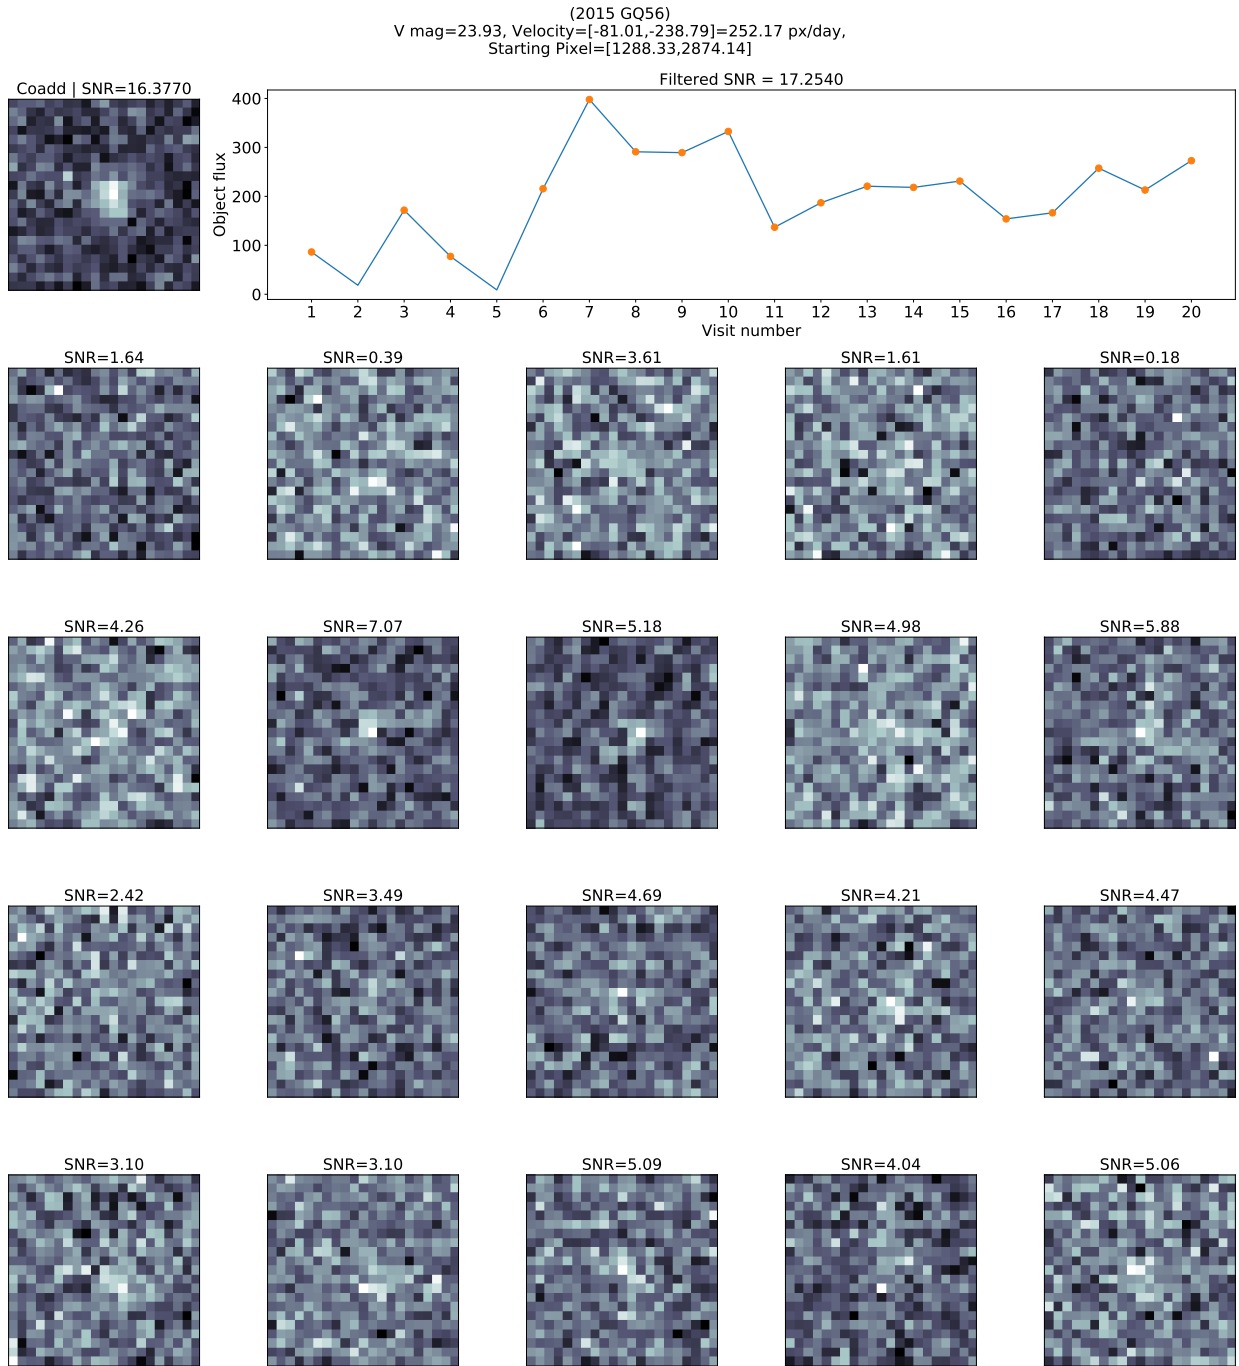 (2015 GQ56)
V mag=23.93, Velocity=[-81.01,-238.79]=252.17 px/day,
Starting Pixel=[1288.33,2874.14]
Coadd | SNR=16.3770
Filtered SNR = 17.2540
400
300
200
100
0
Object flux
1 2 3 4 5 6 7 8 9 10 11 12 13 14 15 16 17 18 19 20
Visit number
SNR=1.64 SNR=0.39 SNR=3.61 SNR=1.61 SNR=0.18
SNR=4.26 SNR=7.07 SNR=5.18 SNR=4.98 SNR=5.88
SNR=2.42 SNR=3.49 SNR=4.69 SNR=4.21 SNR=4.47
SNR=3.10 SNR=3.10 SNR=5.09 SNR=4.04 SNR=5.06